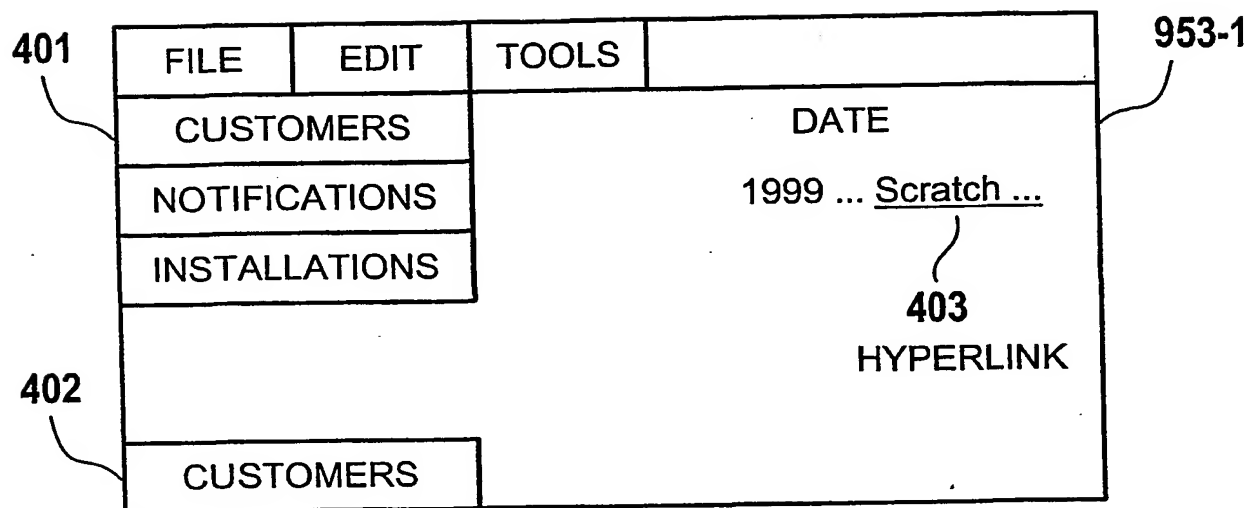 401 FILE EDIT TOOLS 953-1
CUSTOMERS DATE
NOTIFICATIONS 1999 ... Scratch ...
INSTALLATIONS
403
HYPERLINK
402
CUSTOMERS